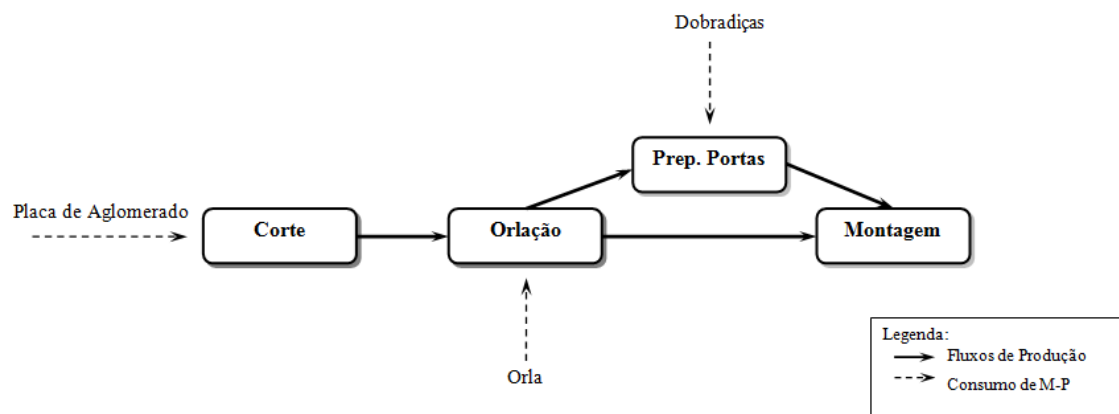 Dobradiças
Prep. Portas
Placa de Aglomerado
Corte
Orlação
Montagem
Orla
Legenda:
Fluxos de Produção
Consumo de M-P